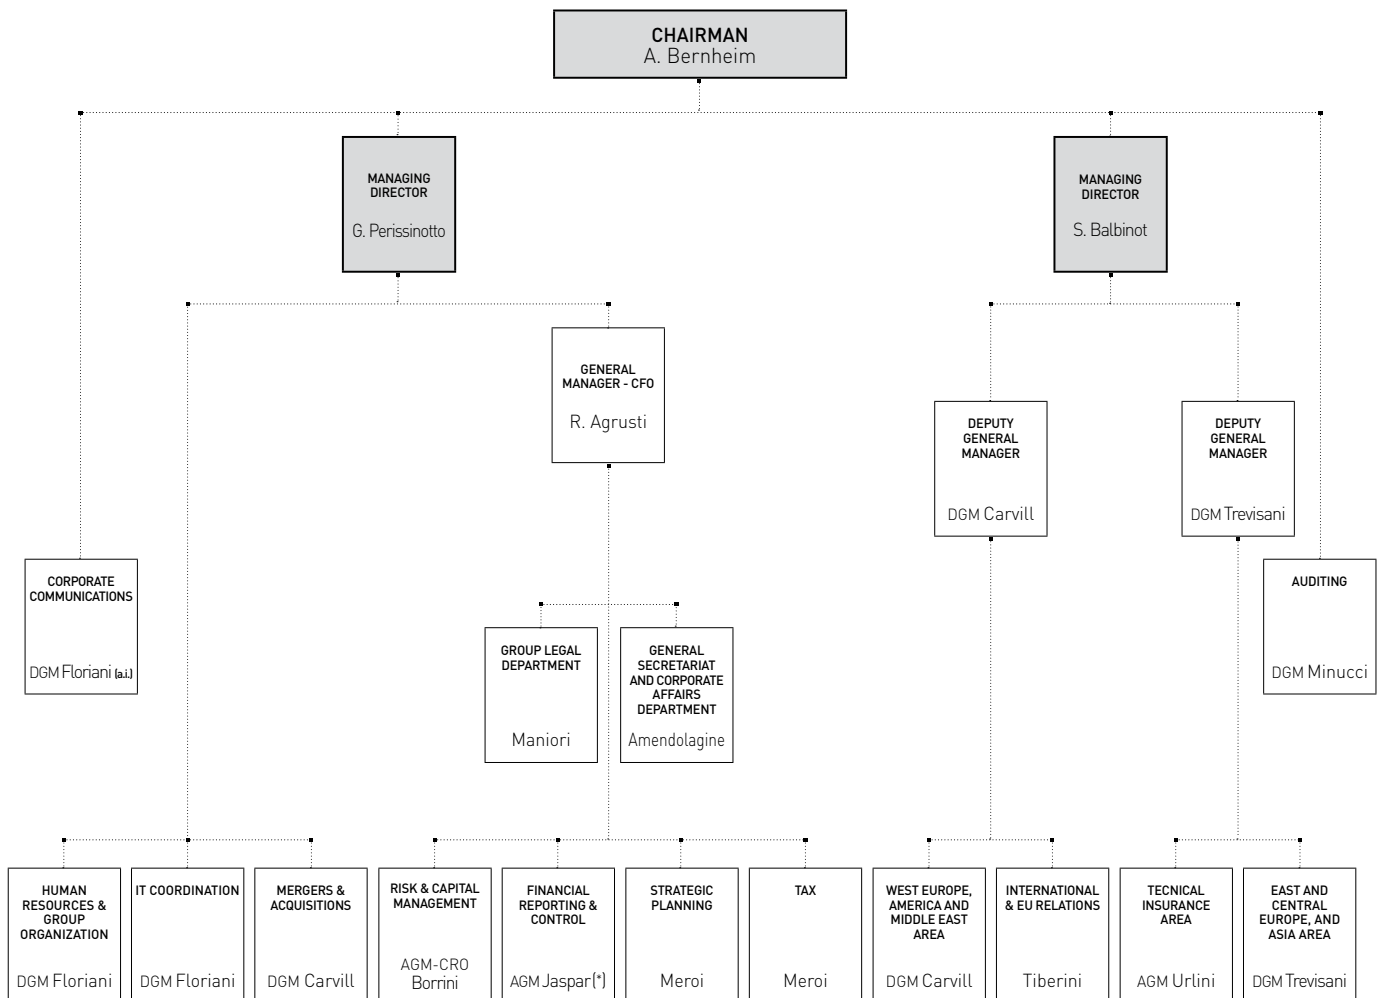 CHAIRMAN
A. Bernheim
MANAGING
DIRECTOR
G. Perissinotto
MANAGING
DIRECTOR
S. Balbinot
GENERAL
MANAGER - CFO
R. Agrusti
DEPUTY
GENERAL
MANAGER
DGM Carvill
DEPUTY
GENERAL
MANAGER
DGM Trevisani
CORPORATE
COMMUNICATIONS
DGM Floriani (a.i.)
AUDITING
DGM Minucci
GROUP LEGAL
DEPARTMENT
Maniori
GENERAL
SECRETARIAT
AND CORPORATE
AFFAIRS
DEPARTMENT
Amendolagine
HUMAN
RESOURCES &
GROUP
ORGANIZATION
DGM Floriani
IT COORDINATION
DGM Floriani
MERGERS &
ACQUISITIONS
DGM Carvill
RISK & CAPITAL
MANAGEMENT
AGM-CRO
Borrini
FINANCIAL
REPORTING &
CONTROL
AGM Jaspar(*)
STRATEGIC
PLANNING
Meroi
TAX
Meroi
WEST EUROPE,
AMERICA AND
MIDDLE EAST
AREA
DGM Carvill
INTERNATIONAL
& EU RELATIONS
Tiberini
TECNICAL
INSURANCE
AREA
AGM Urlini
EAST AND
CENTRAL
EUROPE, AND
ASIA AREA
DGM Trevisani